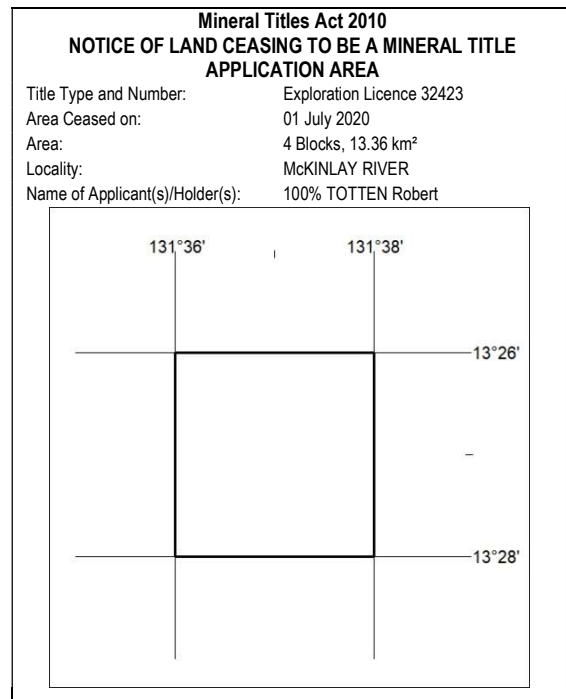 Mineral Titles Act 2010
NOTICE OF LAND CEASING TO BE A MINERAL TITLE
APPLICATION AREA
Title Type and Number: Exploration Licence 32423
Area Ceased on: 01 July 2020
Area: 4 Blocks, 13.36 km²
Locality: McKINLAY RIVER
Name of Applicant(s)/Holder(s): 100% TOTTEN Robert
131°36' 131°38'
13°26'
13°28'